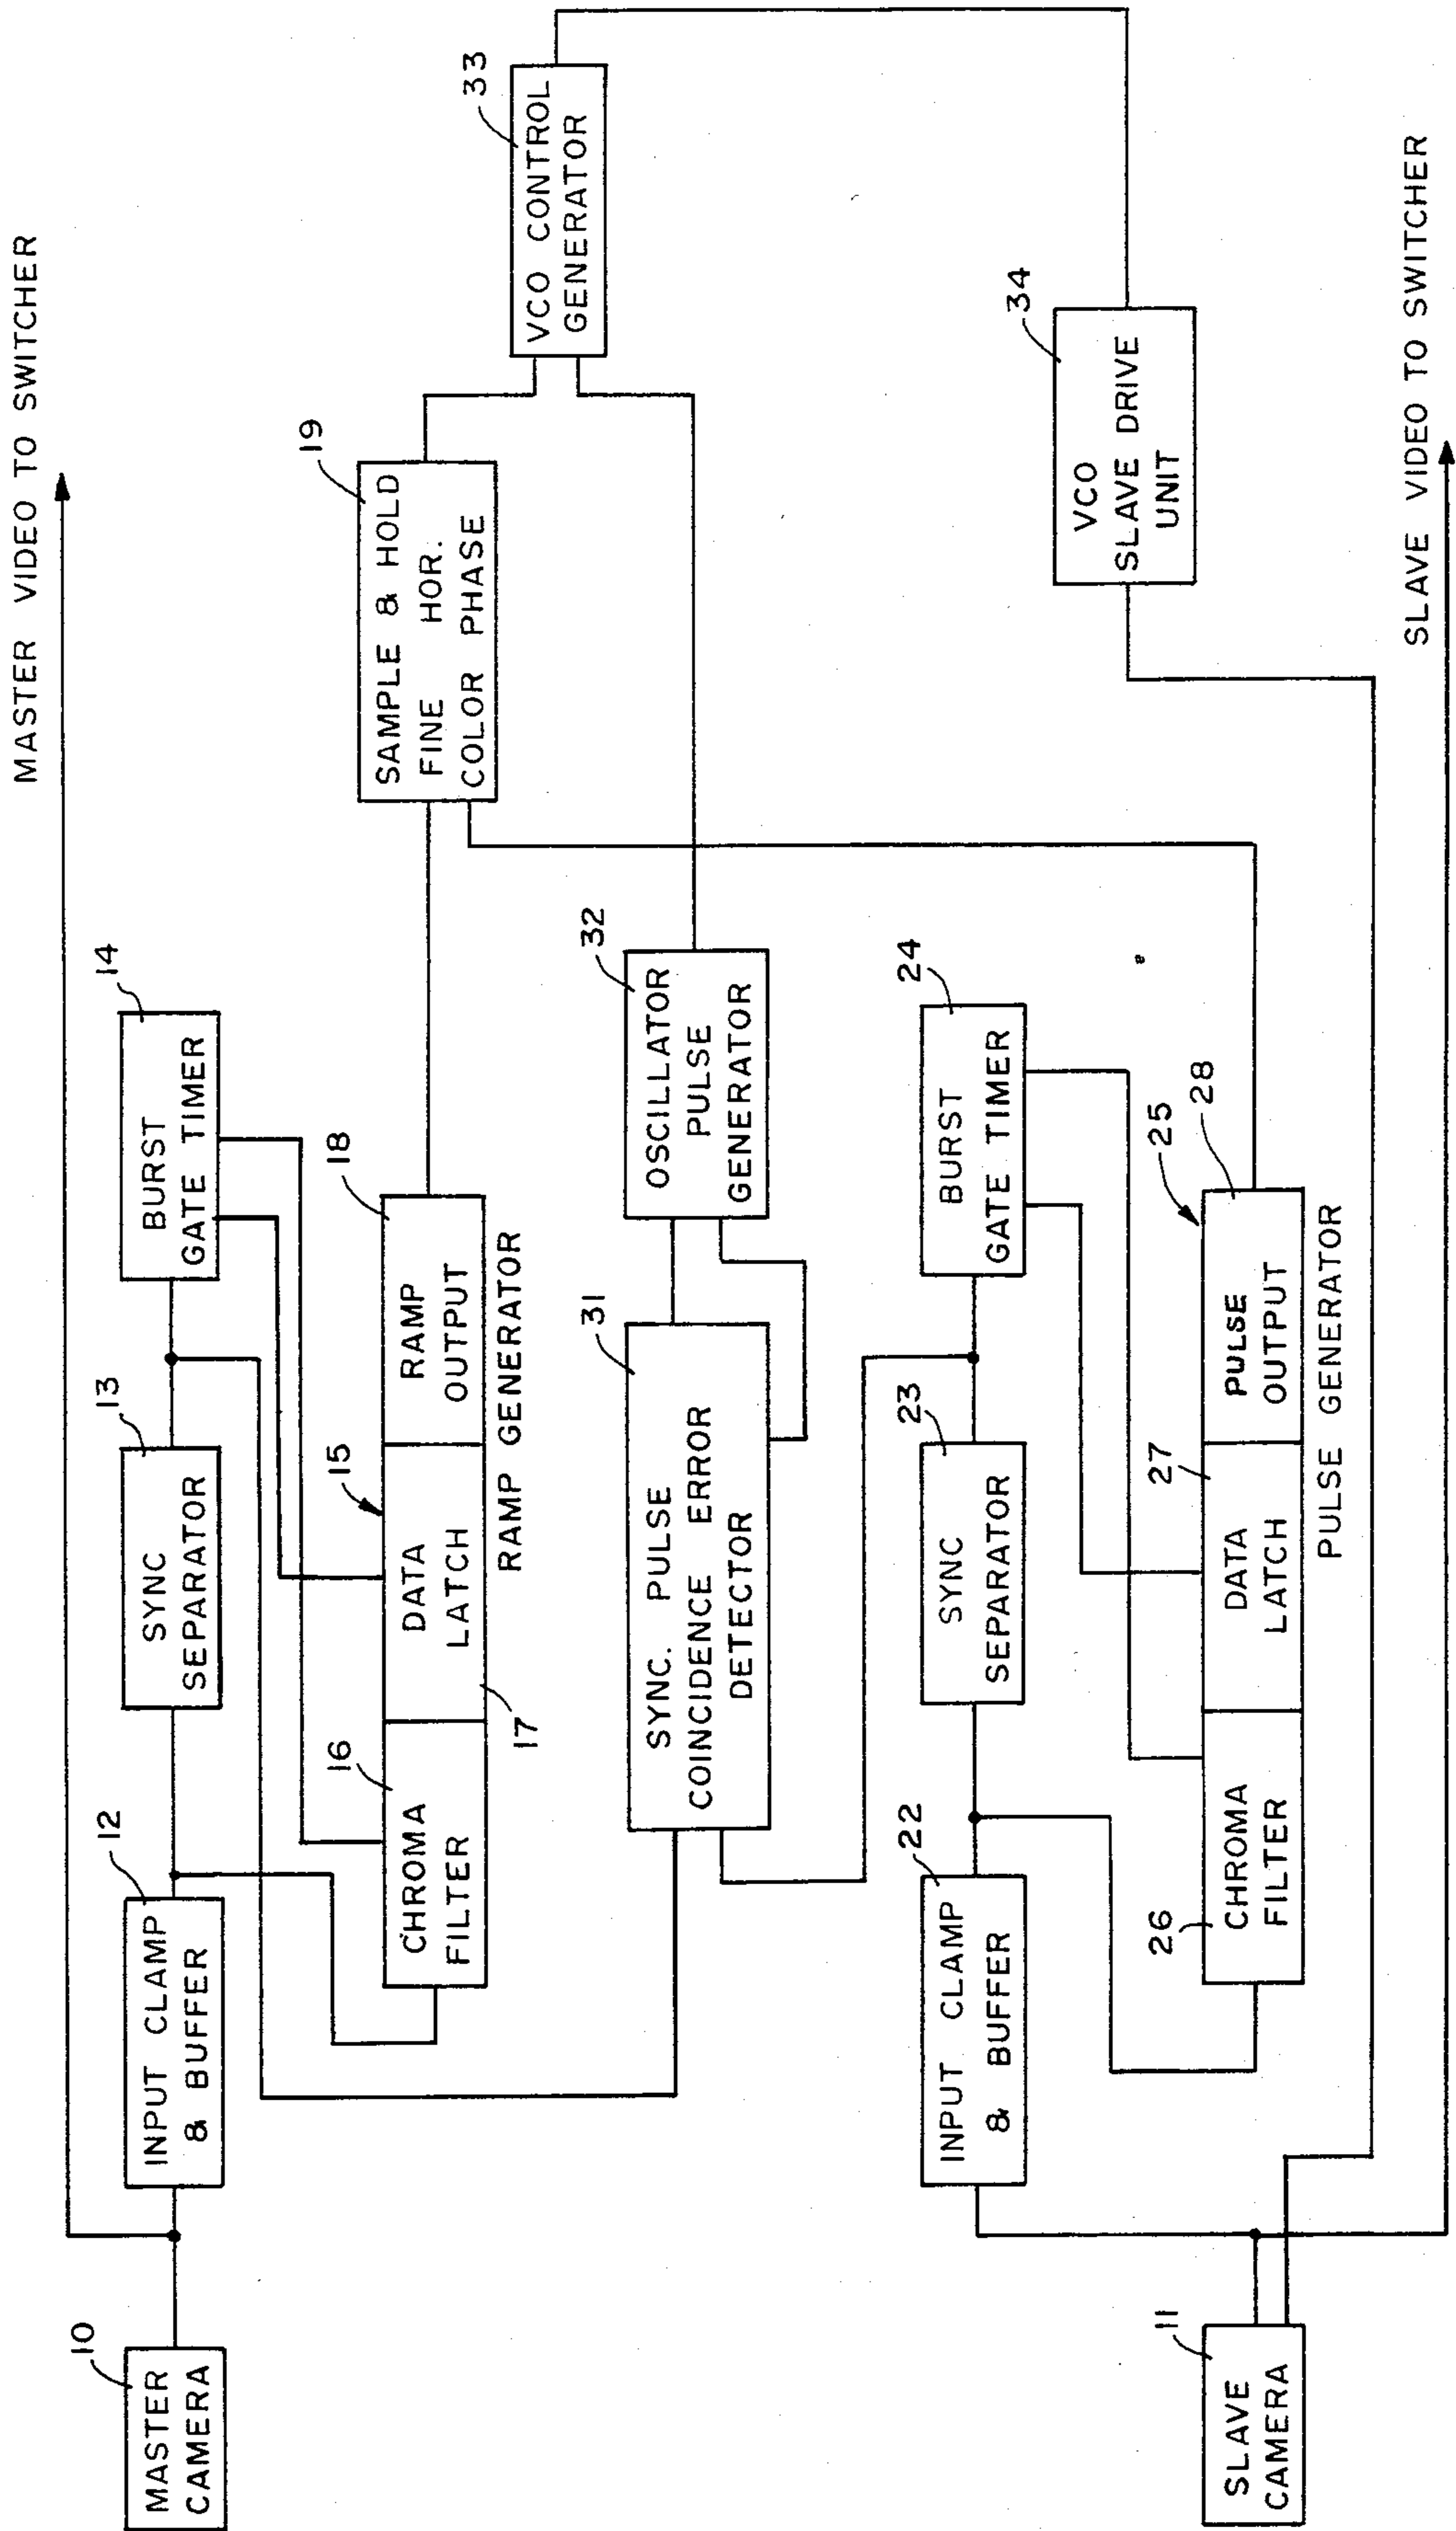 MASTER VIDEO TO SWITCHER
10
MASTER
CAMERA
12
INPUT CLAMP
& BUFFER
13
SYNC
SEPARATOR
14
BURST
GATE TIMER
15
16
CHROMA
FILTER
17
DATA
LATCH
18
RAMP
OUTPUT
RAMP GENERATOR
19
SAMPLE & HOLD
FINE HOR.
COLOR PHASE
33
VCO CONTROL
GENERATOR
31
SYNC. PULSE
COINCIDENCE ERROR
DETECTOR
32
OSCILLATOR
PULSE
GENERATOR
34
VCO
SLAVE DRIVE
UNIT
22
INPUT CLAMP
& BUFFER
23
SYNC
SEPARATOR
24
BURST
GATE TIMER
25
26
CHROMA
FILTER
27
DATA
LATCH
28
PULSE
OUTPUT
PULSE GENERATOR
11
SLAVE
CAMERA
SLAVE VIDEO TO SWITCHER